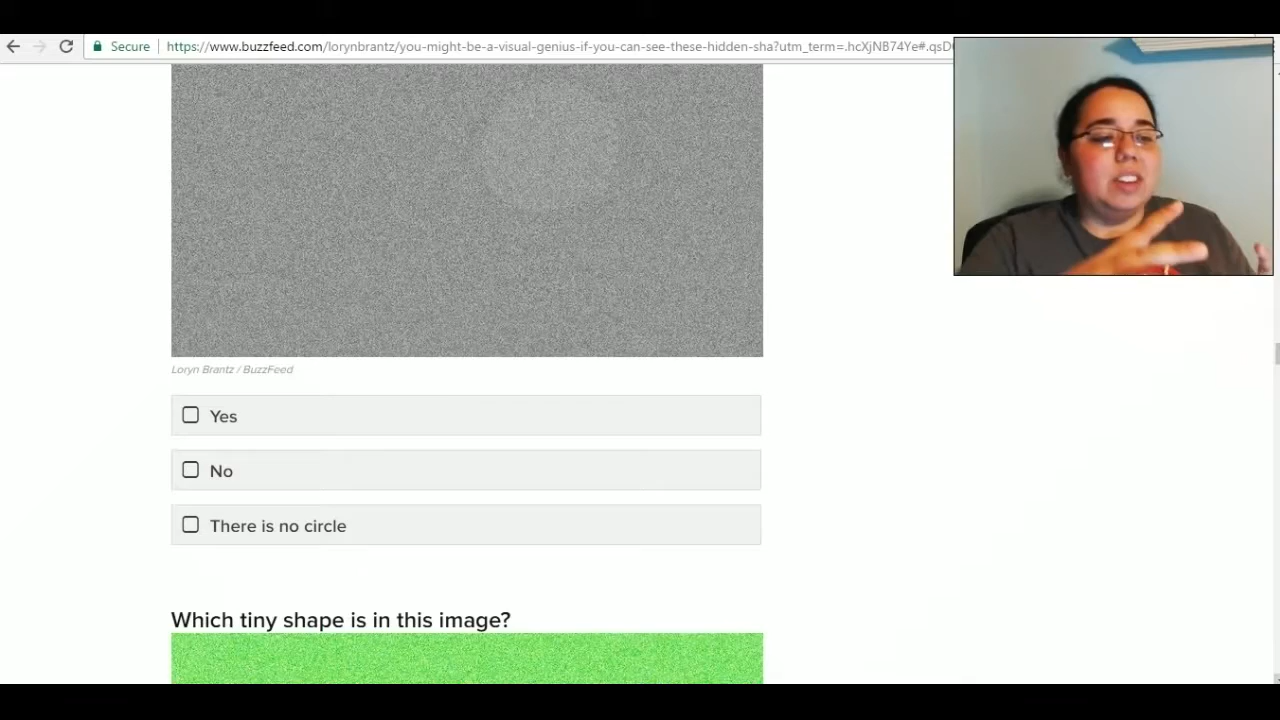 Secure
https://www.buzzfeed.com/lorynbrantz/you-might-be-a-visual-genius-if-you-can-see-these-hidden-sha?utm_term=.hcXjNB74Ye#.qsD
Loryn Brantz / BuzzFeed
Yes
No
There is no circle
Which tiny shape is in this image?